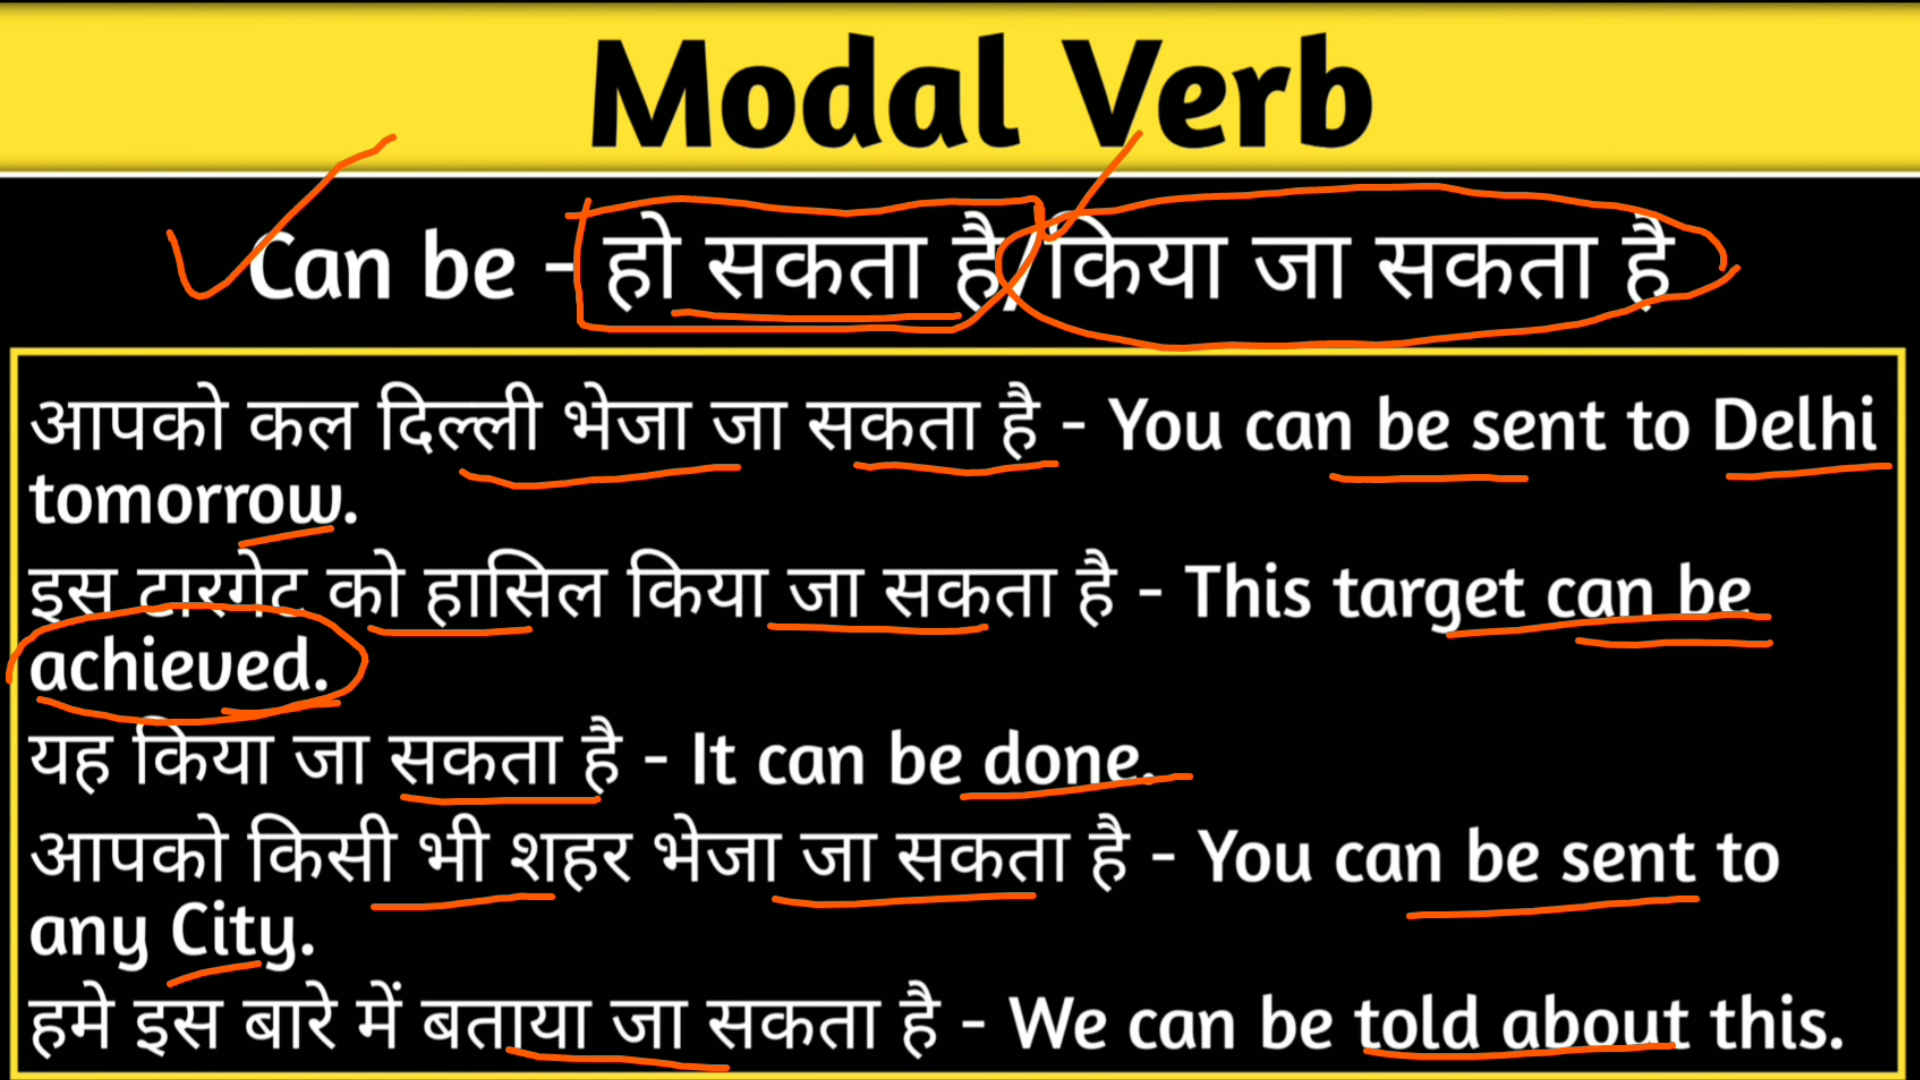 Modal Verb
Can be - हो सकता है/किया जा सकता है
आपको कल दिल्ली भेजा जा सकता है - You can be sent to Delhi
tomorrow.
इस टारगेट को हासिल किया जा सकता है - This target can be
achieved.
यह किया जा सकता है - It can be done.
आपको किसी भी शहर भेजा जा सकता है - You can be sent to
any City.
हमे इस बारे में बताया जा सकता है - We can be told about this.